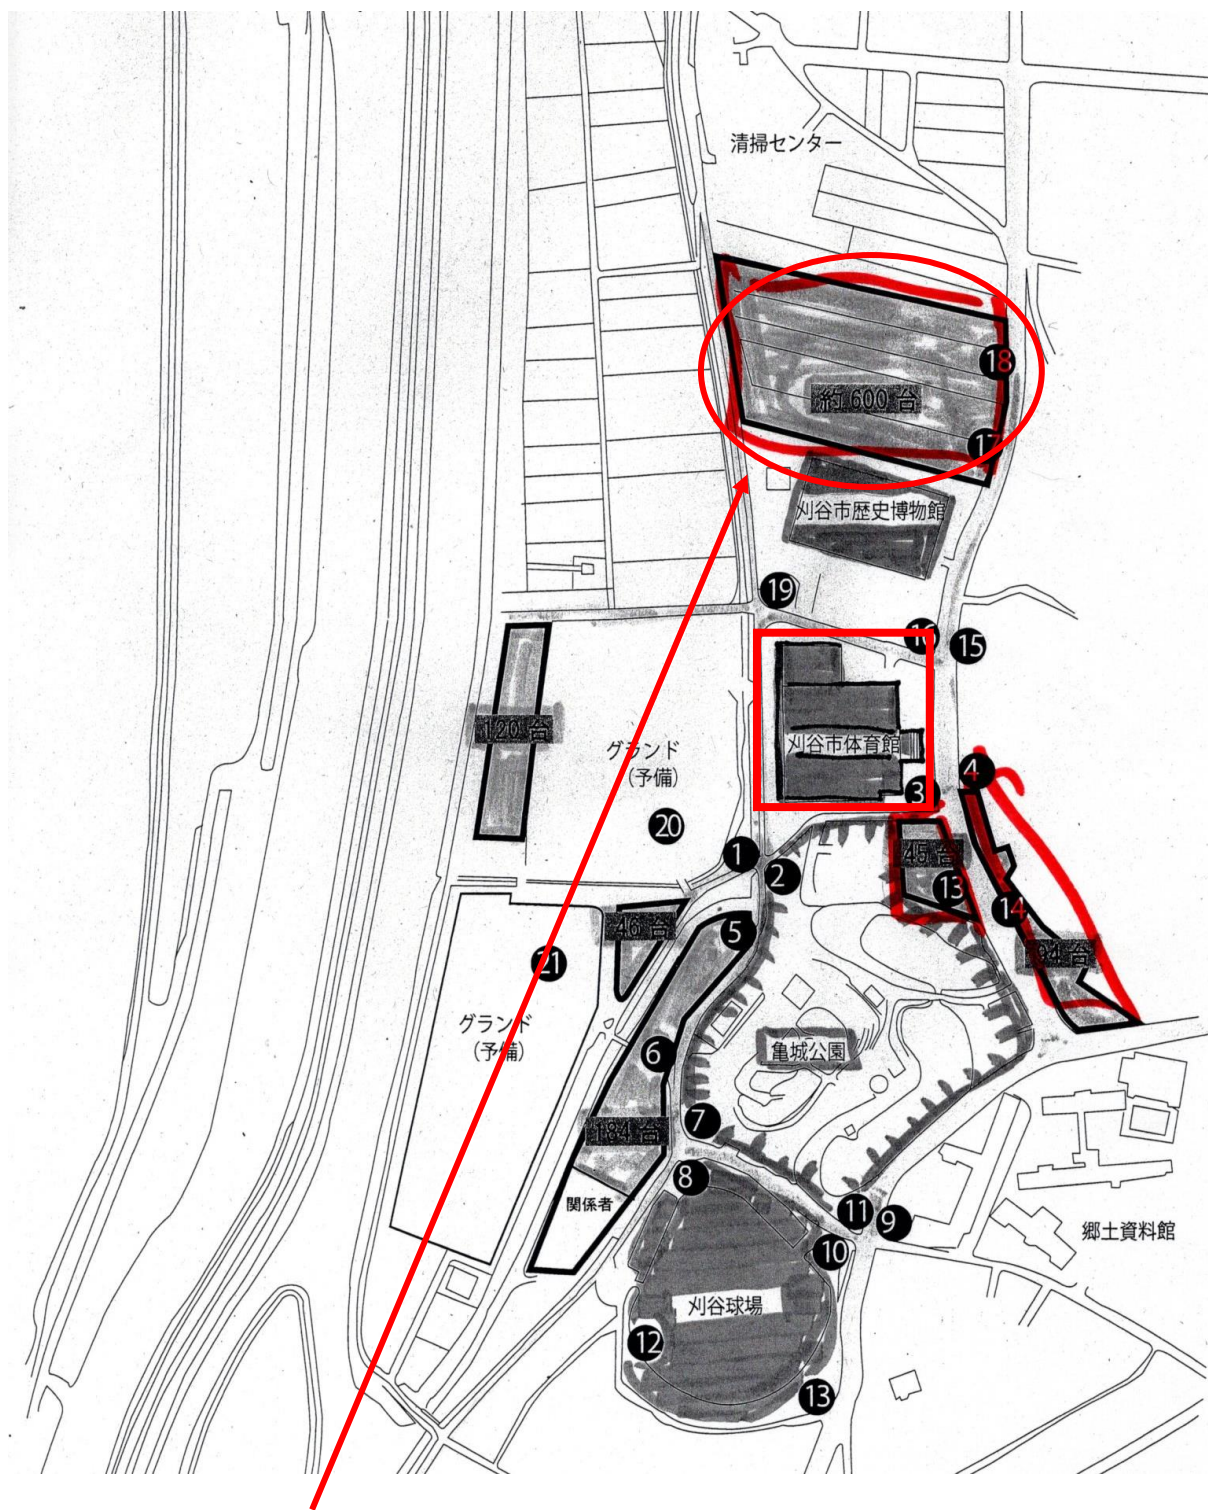 清掃センター
18
約600台
17
刈谷市歴史博物館
19
16
15
120台
グランド
(予備)
刈谷市体育館
4
3
20
1
2
45台
13
14
46台
5
94台
21
グランド
(予備)
6
亀城公園
7
184台
8
関係者
11
9
10
郷土資料館
刈谷球場
12
13